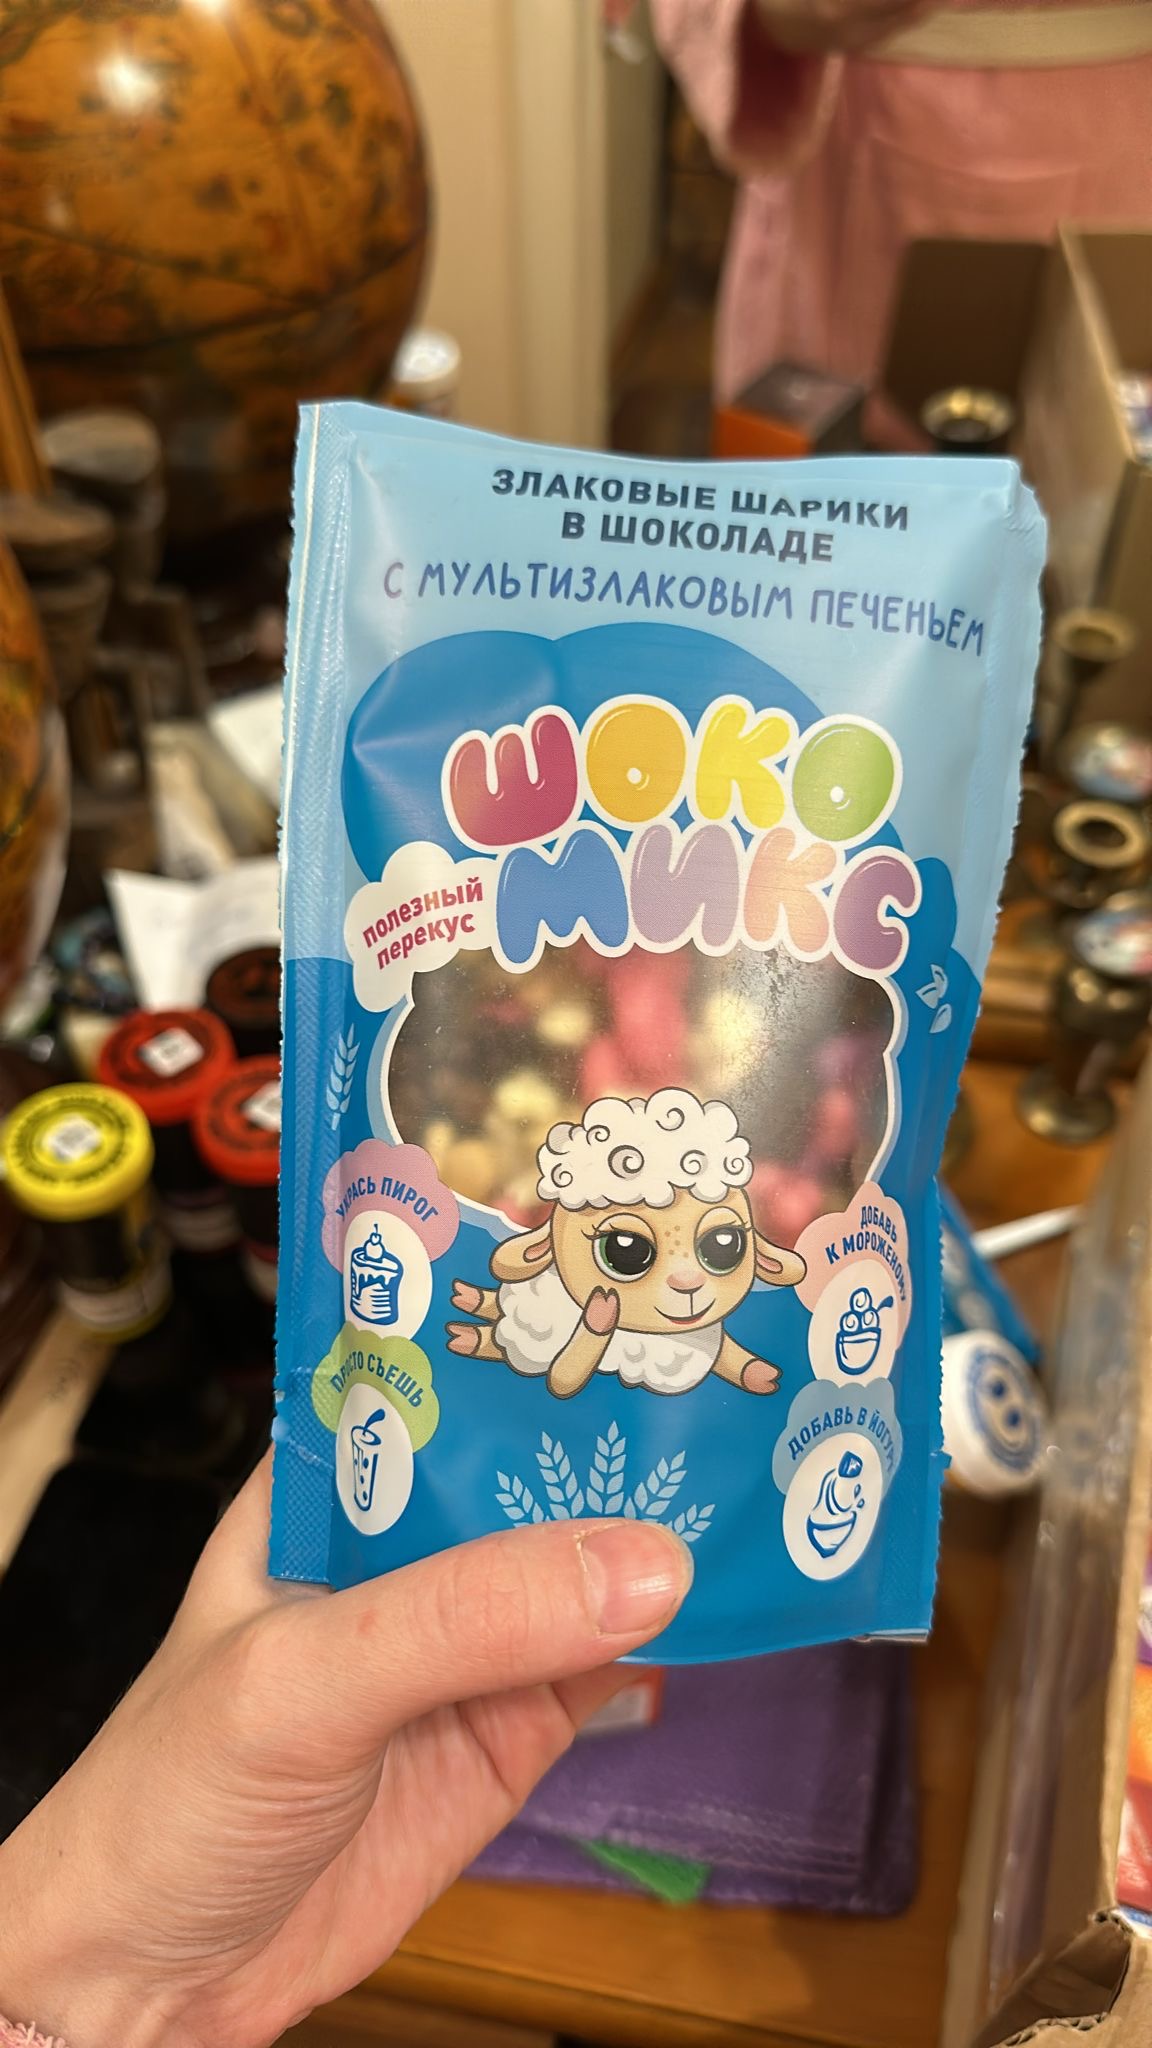 ЗЛАКОВЫЕ ШАРИКИ
В ШОКОЛАДЕ
С МУЛЬТИЗЛАКОВЫМ ПЕЧЕНЬЕМ
ШОКО
МИКС
полезный
перекус
УКРАСЬ ПИРОГ
ДОБАВЬ
К МОРОЖЕНОМУ
ПРОСТО СЪЕШЬ
ДОБАВЬ В ЙОГУРТ